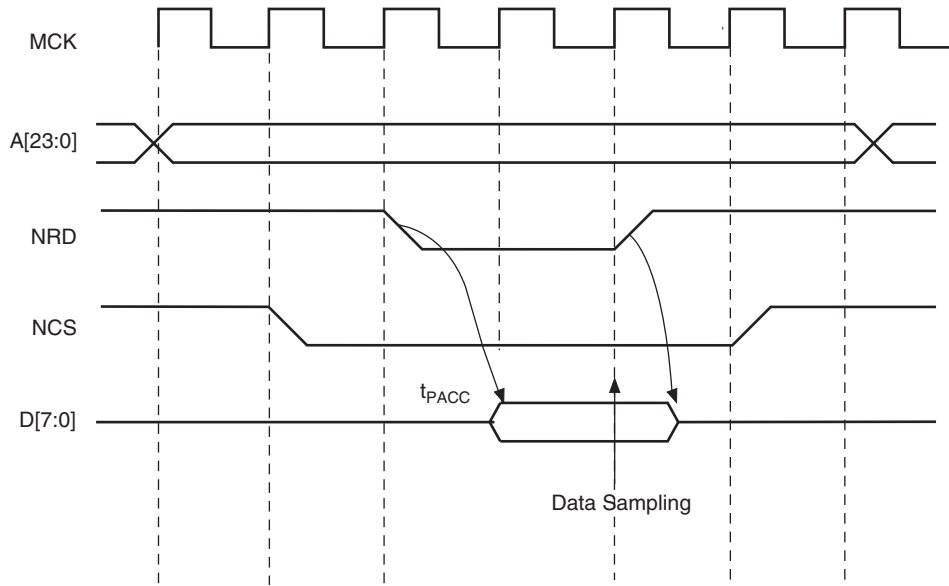 MCK
A[23:0]
NRD
NCS
tPACC
D[7:0]
Data Sampling